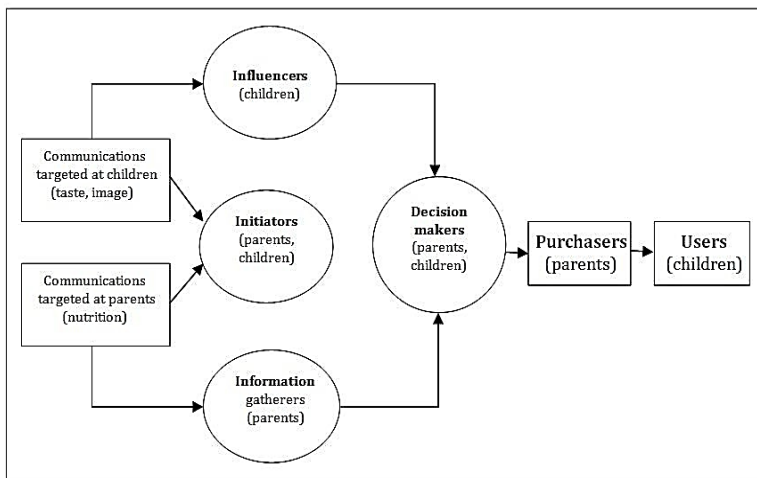 Influencers
(children)
Communications
targeted at children
(taste, image)
Initiators
(parents,
children)
Decision
makers
(parents,
children)
Purchasers
(parents)
Users
(children)
Communications
targeted at parents
(nutrition)
Information
gatherers
(parents)